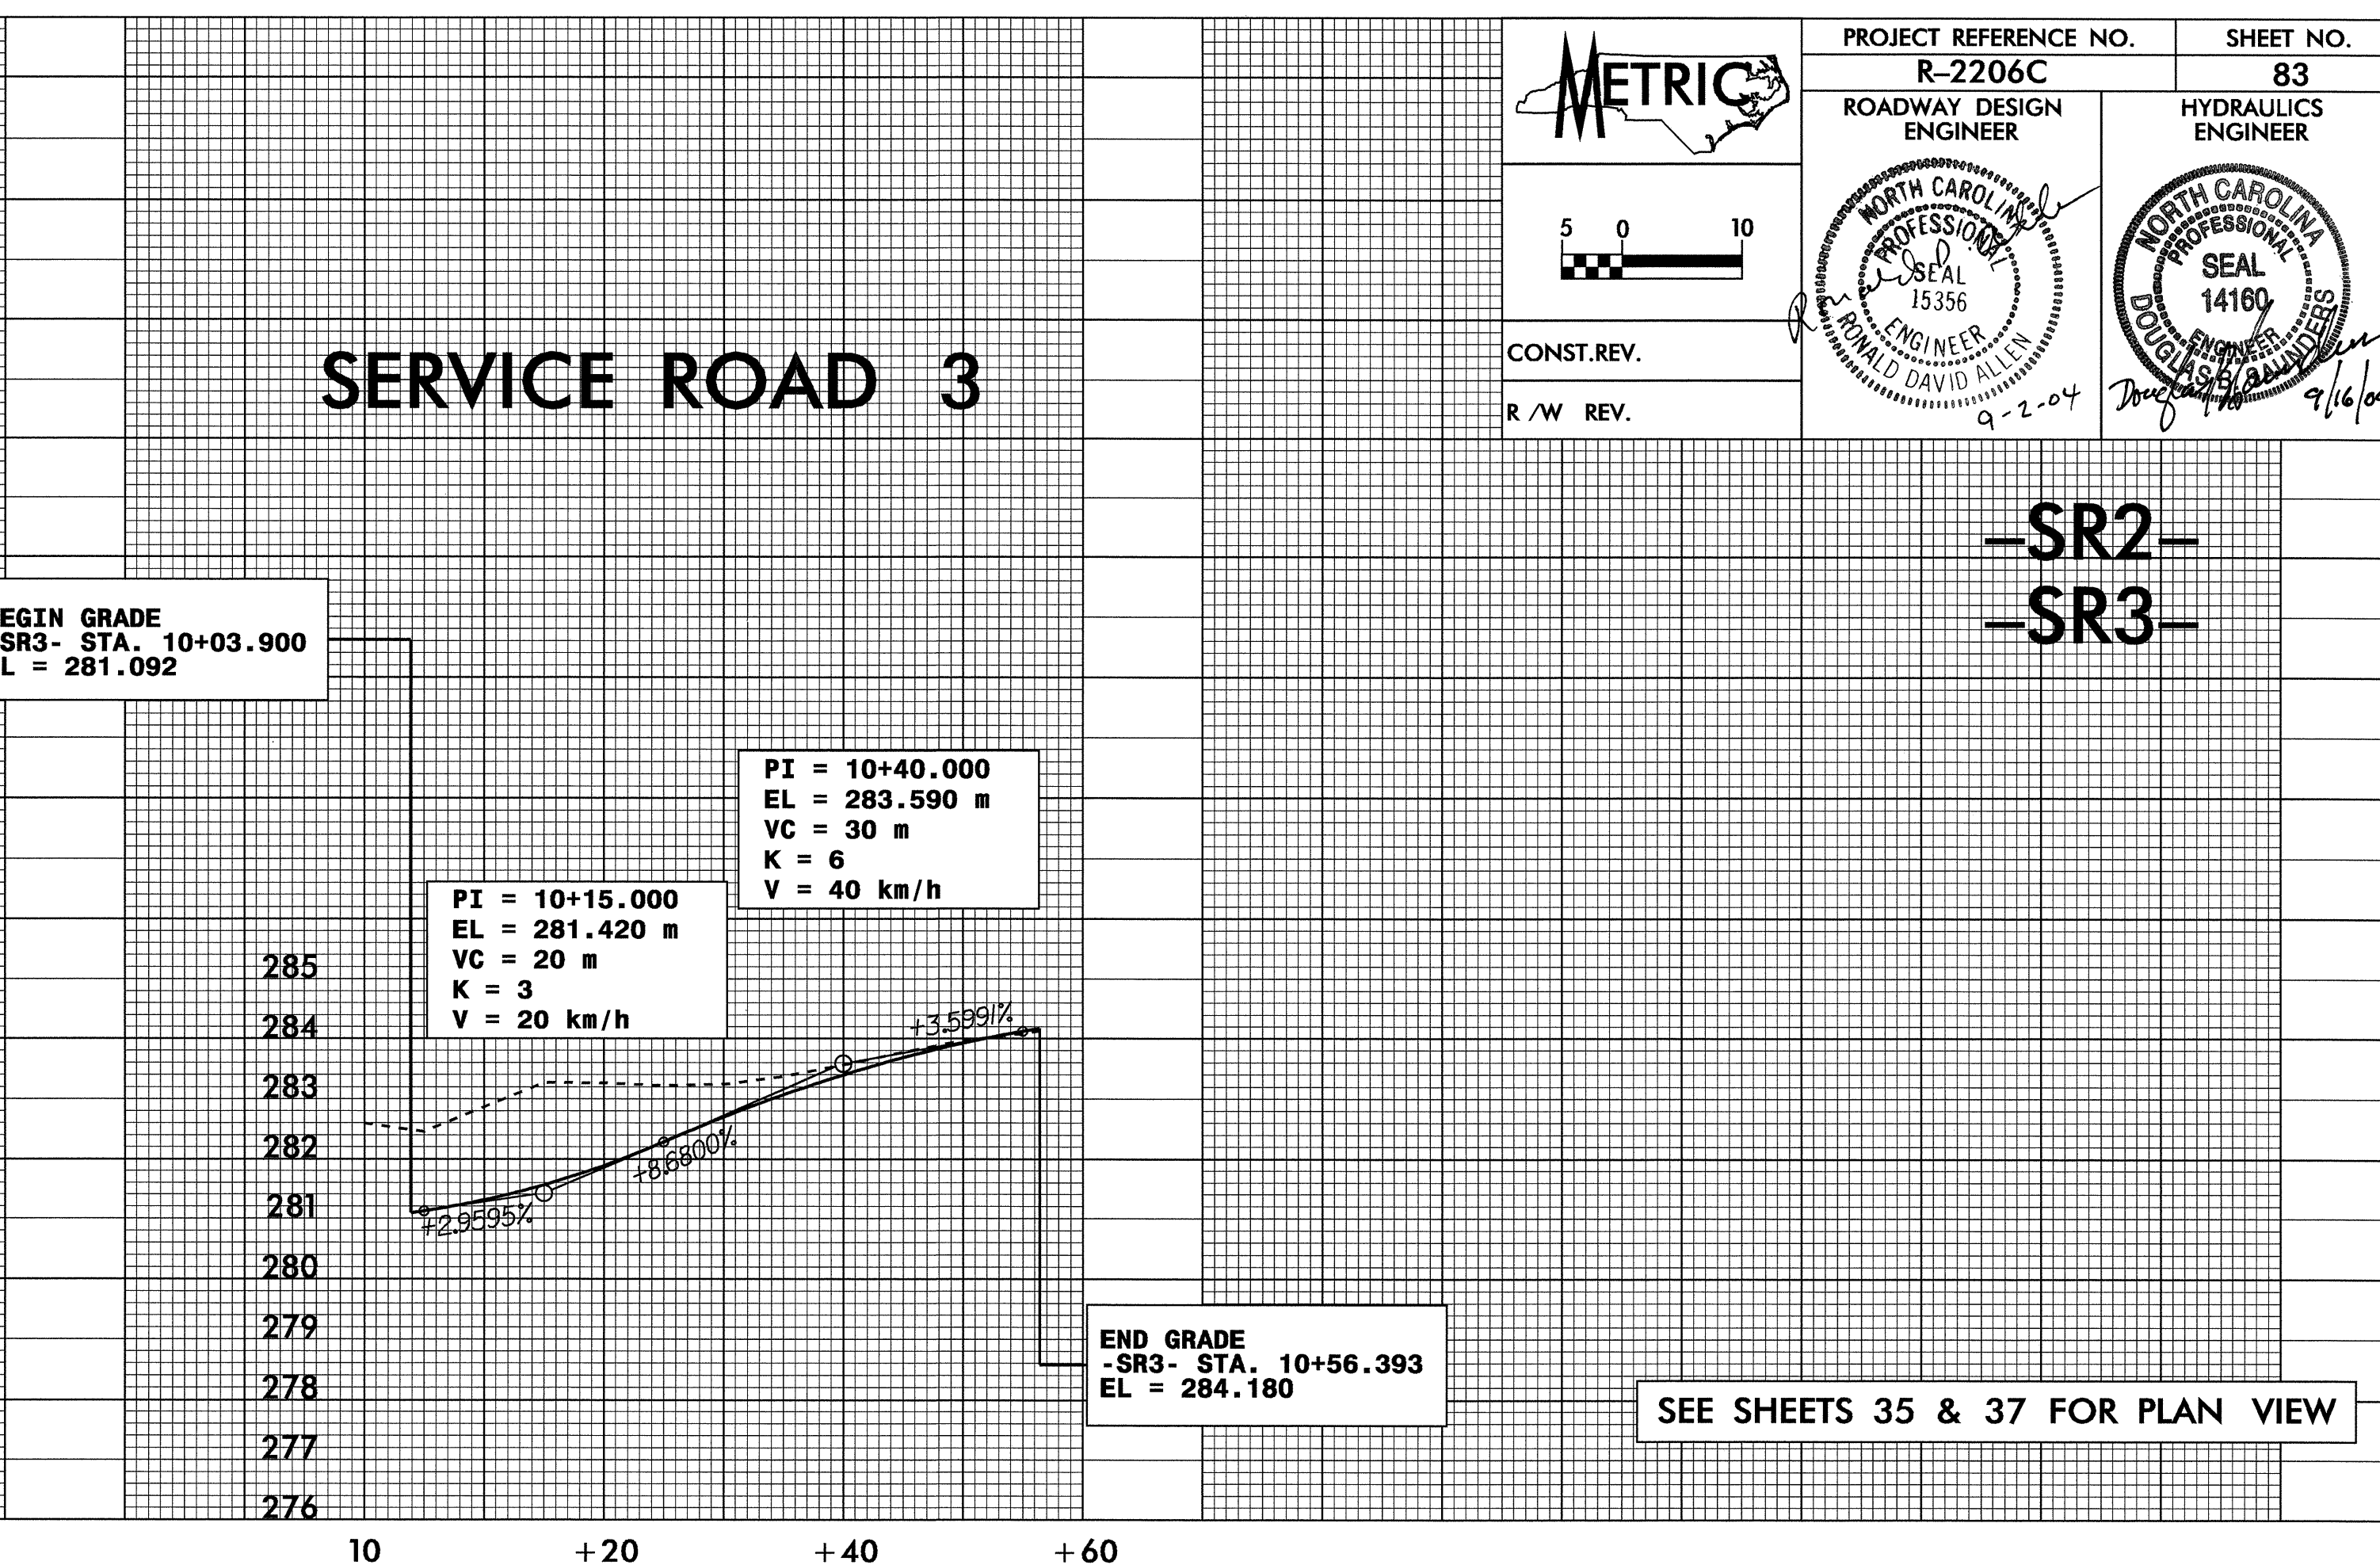 METRIC
PROJECT REFERENCE NO.
SHEET NO.
R–2206C
83
ROADWAY DESIGN
ENGINEER
HYDRAULICS
ENGINEER
5 0 10
CONST.REV.
R /W REV.
NORTH CAROLINA
PROFESSIONAL
SEAL
15356
ENGINEER
RONALD DAVID ALLEN
9-2-04
NORTH CAROLINA
PROFESSIONAL
SEAL
14160
ENGINEER
DOUGLAS B. SAUNDERS
SERVICE ROAD 3
–SR2–
–SR3–
EGIN GRADE
SR3- STA. 10+03.900
L = 281.092
PI = 10+40.000
EL = 283.590 m
VC = 30 m
K = 6
V = 40 km/h
PI = 10+15.000
EL = 281.420 m
VC = 20 m
K = 3
V = 20 km/h
285
284
283
282
281
280
279
278
277
276
+3.5991%
+8.6800%
+2.9595%
END GRADE
-SR3- STA. 10+56.393
EL = 284.180
SEE SHEETS 35 & 37 FOR PLAN VIEW
10 +20 +40 +60